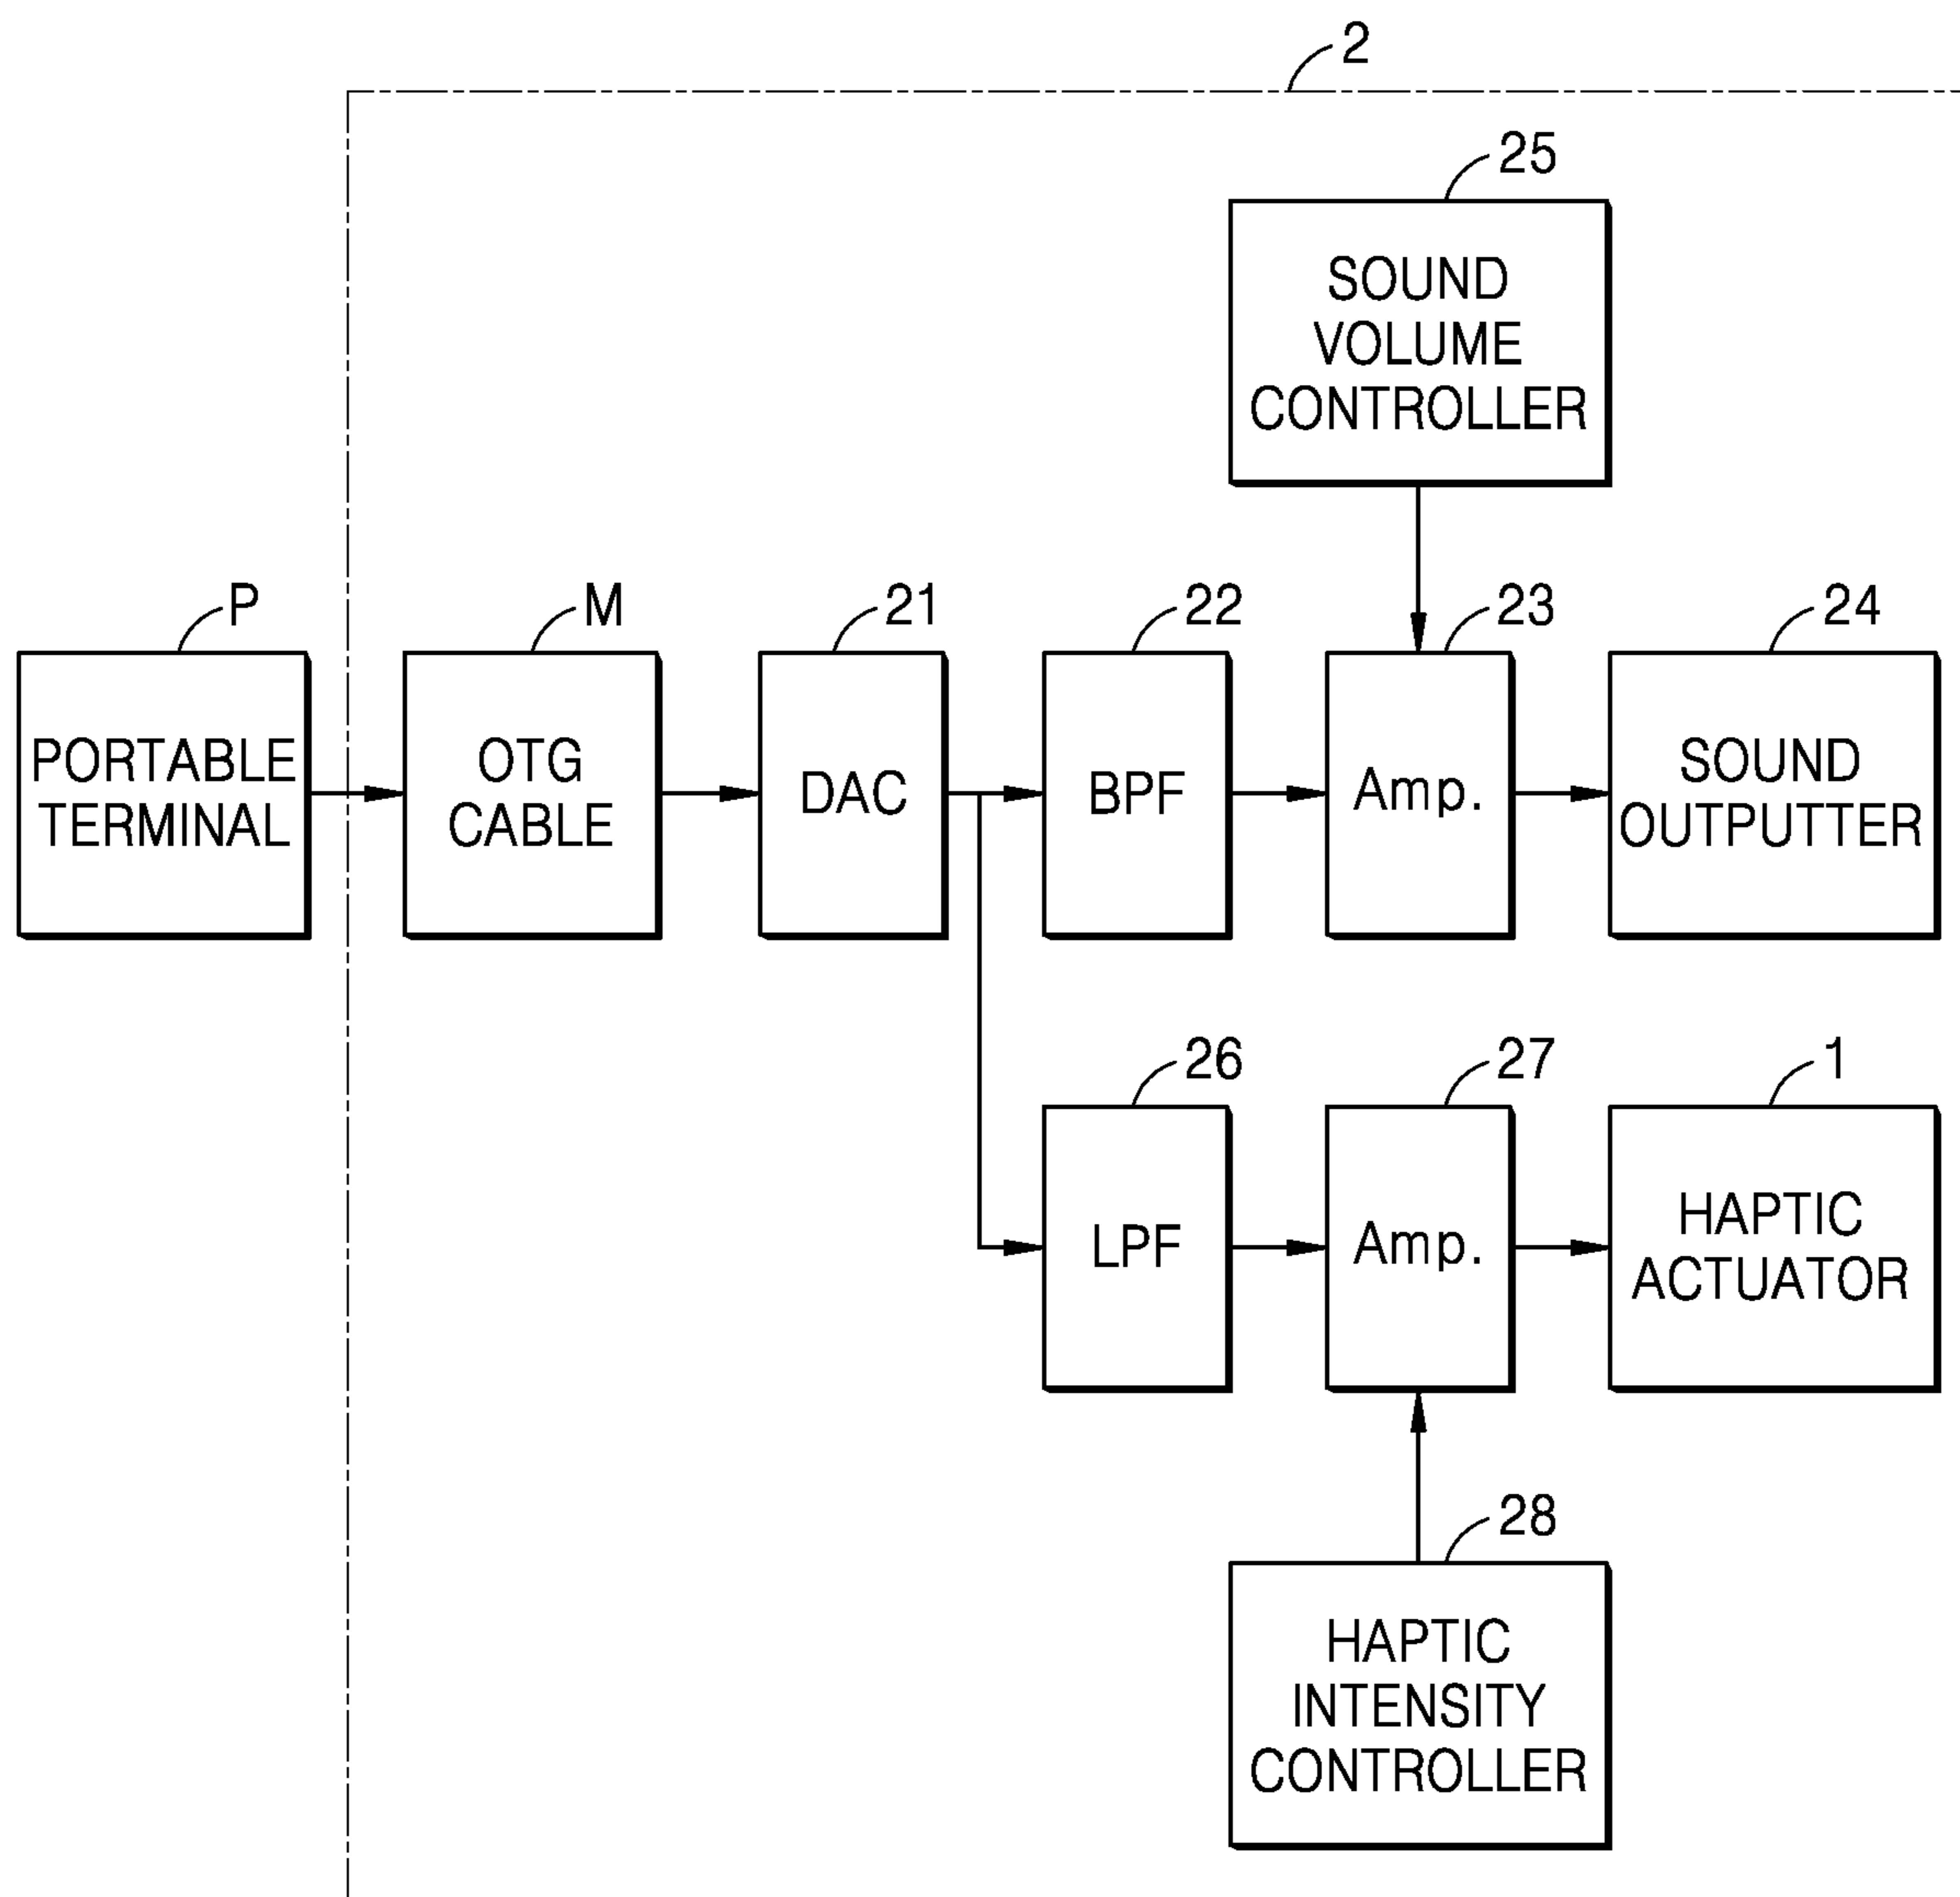 2
25
SOUND
VOLUME
CONTROLLER
P
M
21
22
23
24
PORTABLE
TERMINAL
OTG
CABLE
DAC
BPF
Amp.
SOUND
OUTPUTTER
26
27
1
LPF
Amp.
HAPTIC
ACTUATOR
28
HAPTIC
INTENSITY
CONTROLLER